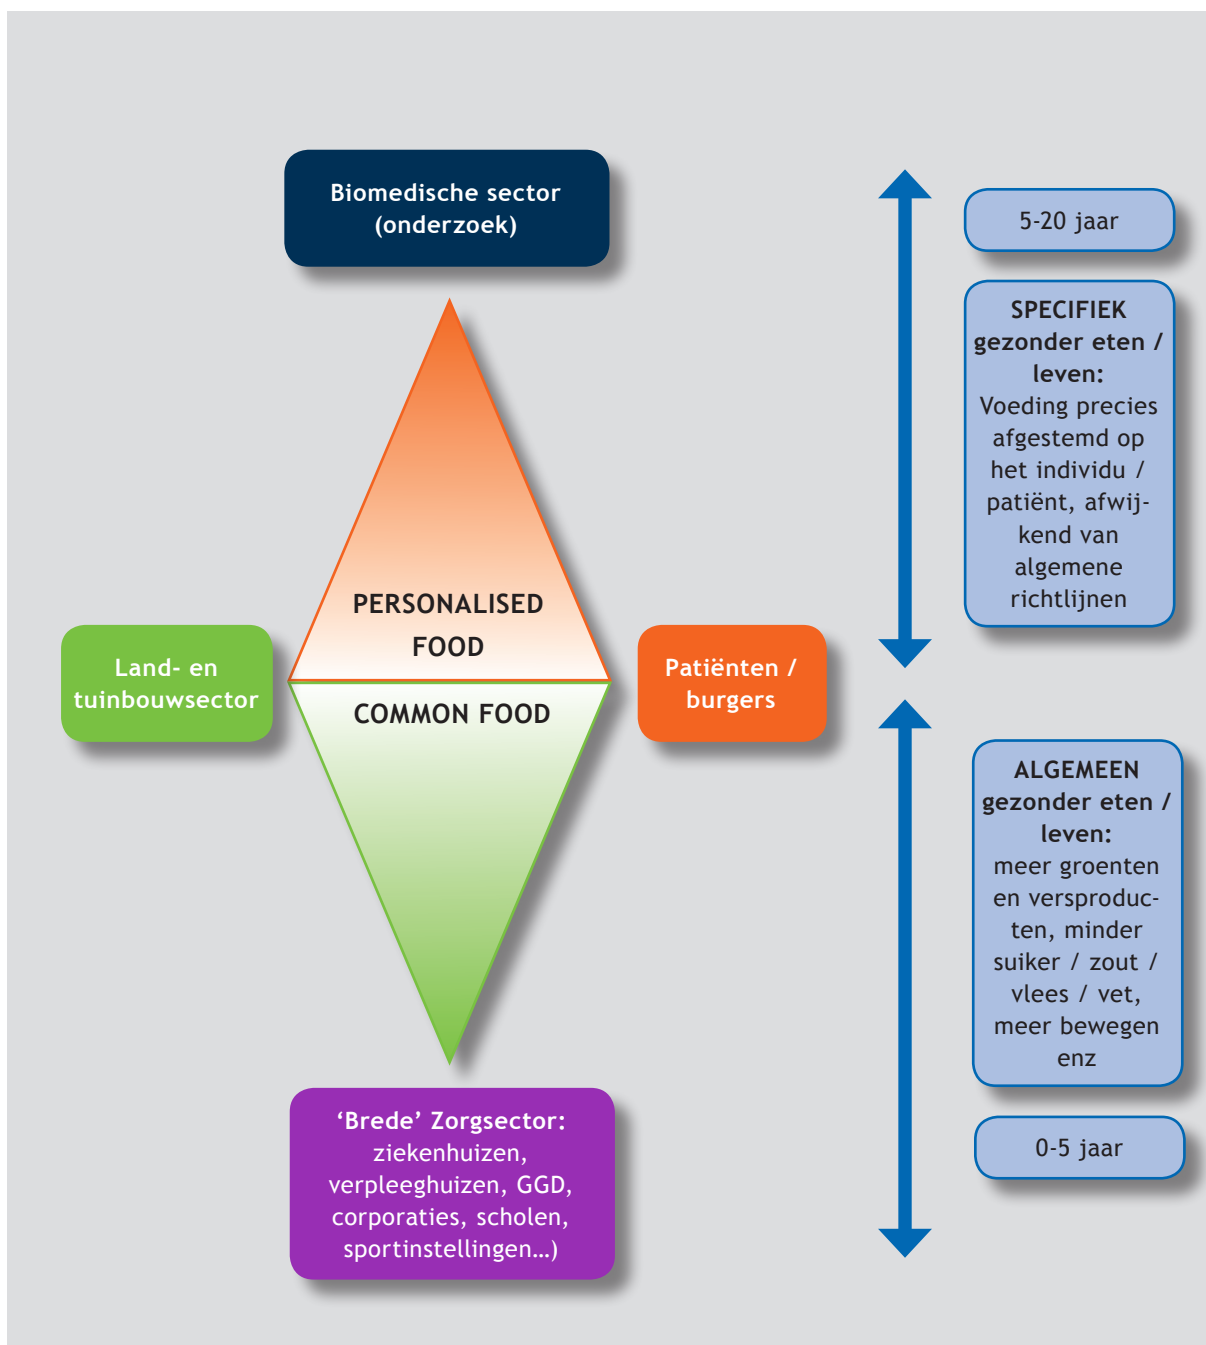 Biomedische sector
(onderzoek)
PERSONALISED
FOOD
Land- en
tuinbouwsector
Patiënten /
burgers
COMMON FOOD
‘Brede’ Zorgsector:
ziekenhuizen,
verpleeghuizen, GGD,
corporaties, scholen,
sportinstellingen…)
5-20 jaar
SPECIFIEK
gezonder eten /
leven:
Voeding precies
afgestemd op
het individu /
patiënt, afwij-
kend van
algemene
richtlijnen
ALGEMEEN
gezonder eten /
leven:
meer groenten
en versproduc-
ten, minder
suiker / zout /
vlees / vet,
meer bewegen
enz
0-5 jaar